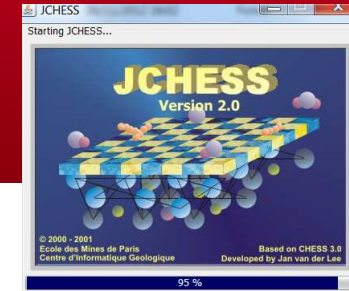 JCHESS
Starting JCHESS...
JCHESS
Version 2.0
© 2000 - 2001
Ecole des Mines de Paris
Centre d'Informatique Geologique
Based on CHESS 3.0
Developed by Jan van der Lee
95 %